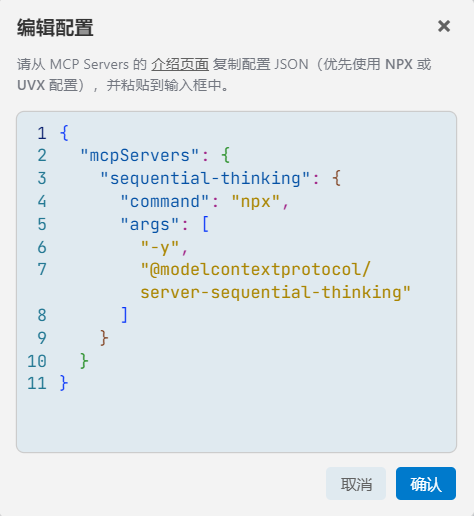 编辑配置
请从 MCP Servers 的 介绍页面 复制配置 JSON（优先使用 NPX 或
UVX 配置），并粘贴到输入框中。
1 {
2   "mcpServers": {
3     "sequential-thinking": {
4       "command": "npx",
5       "args": [
6         "-y",
7         "@modelcontextprotocol/
          server-sequential-thinking"
8       ]
9     }
10   }
11 }
取消 确认